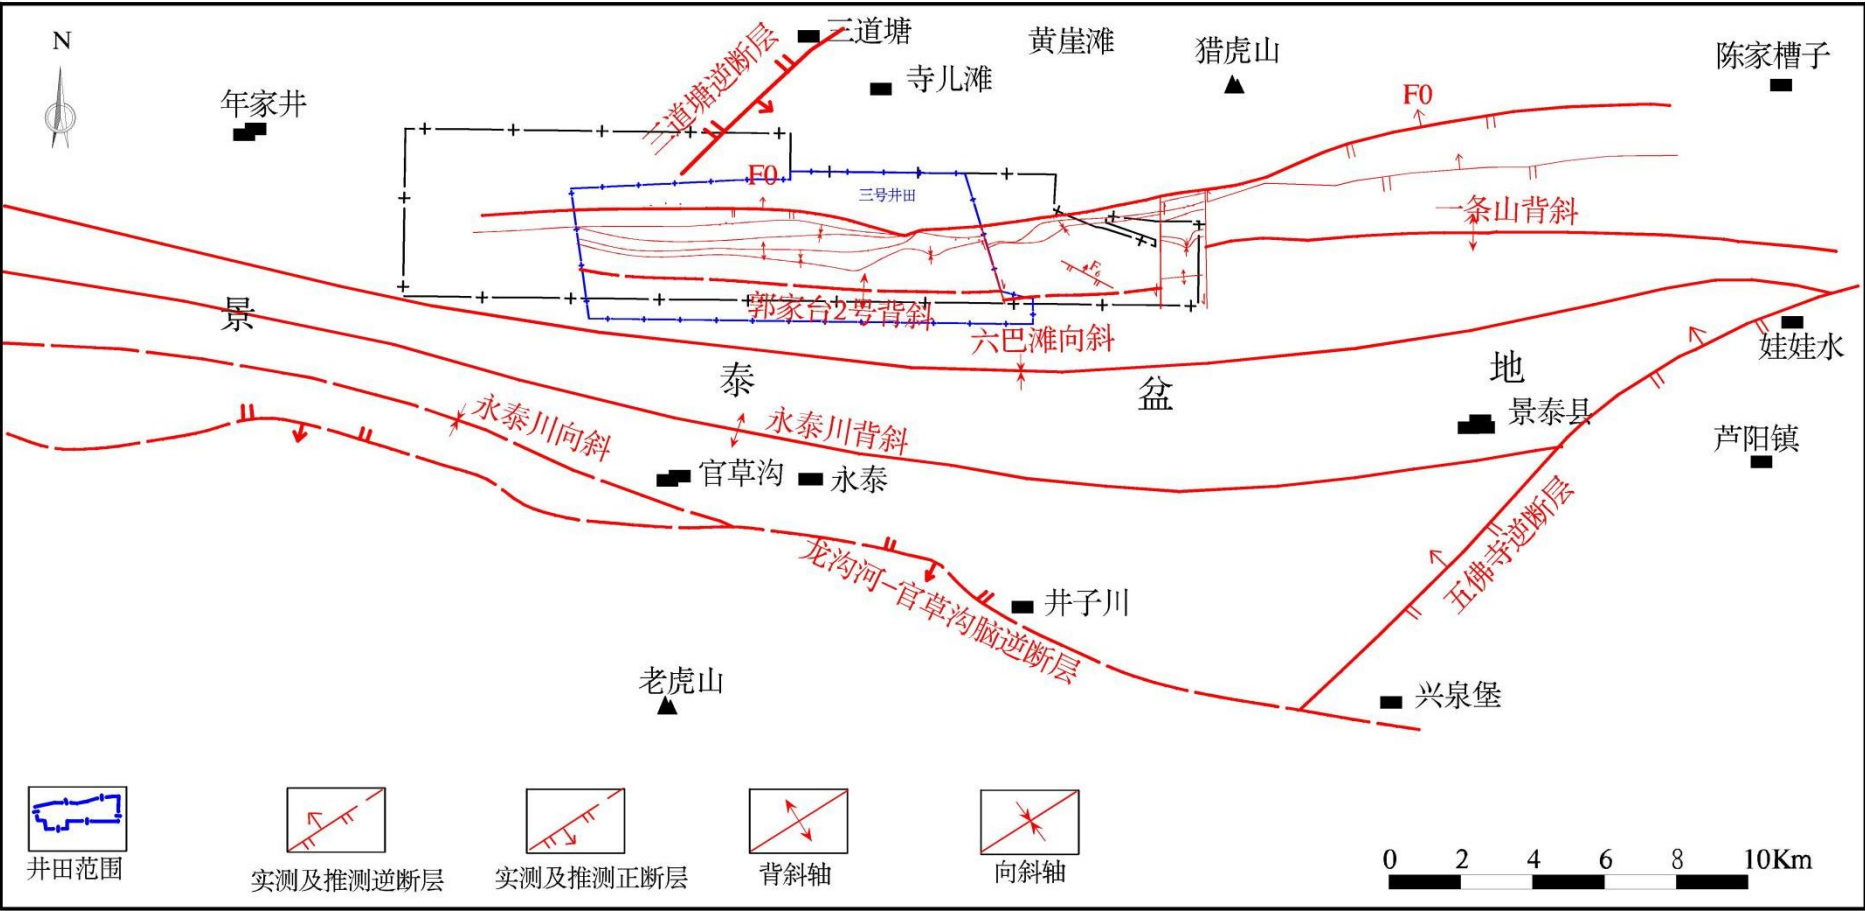 N
三道塘
黄崖滩
猎虎山
陈家槽子
三道塘逆断层
寺儿滩
年家井
F0
F0
三号井田
一条山背斜
F6
景
郭家台2号背斜
六巴滩向斜
娃娃水
泰
盆
地
景泰县
永泰川向斜
永泰川背斜
芦阳镇
官草沟
永泰
五佛寺逆断层
龙沟河-官草沟脑逆断层
井子川
老虎山
兴泉堡
井田范围
实测及推测逆断层
实测及推测正断层
背斜轴
向斜轴
0 2 4 6 8 10Km